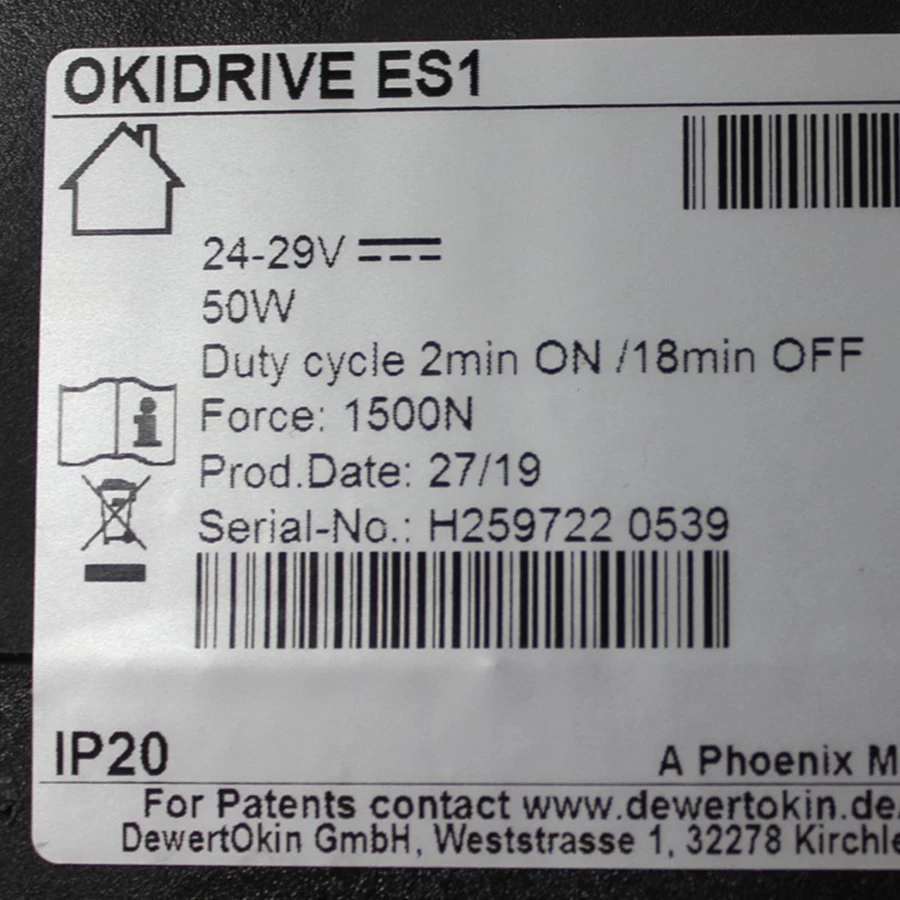 OKIDRIVE ES1
24-29V
50W
Duty cycle 2min ON /18min OFF
Force: 1500N
Prod.Date: 27/19
Serial-No.: H259722 0539
IP20
A Phoenix M
For Patents contact www.dewertokin.de/
DewertOkin GmbH, Weststrasse 1, 32278 Kirchle